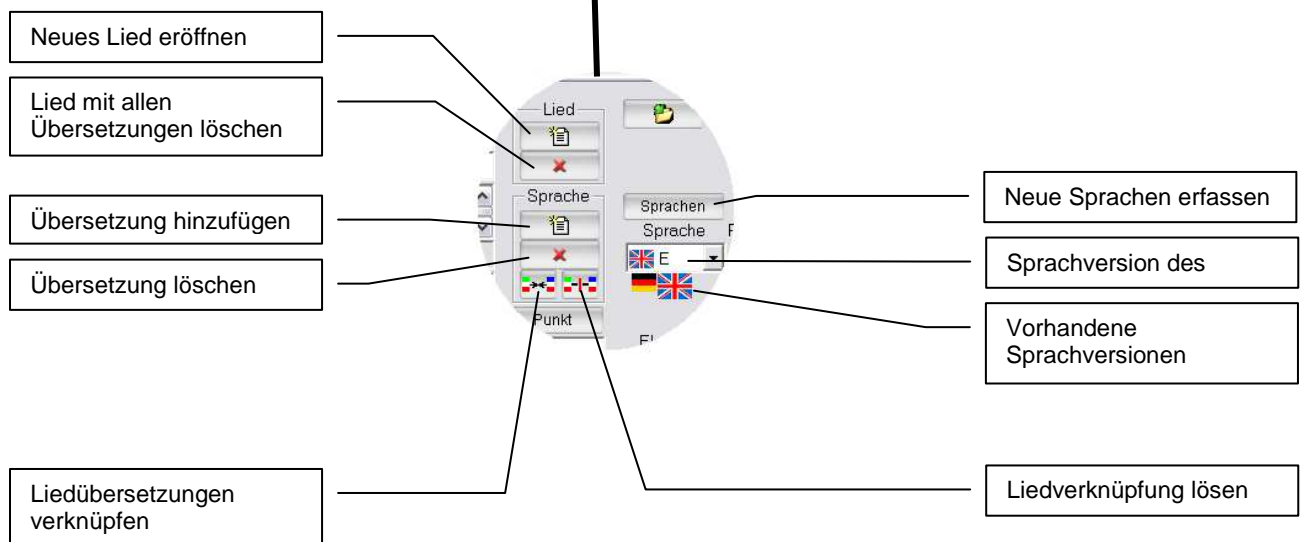 Neues Lied eröffnen
Lied mit allen
Übersetzungen löschen
Übersetzung hinzufügen
Übersetzung löschen
Liedübersetzungen
verknüpfen
Lied
Sprache
Punkt
Sprachen
Sprache
E
Neue Sprachen erfassen
Sprachversion des
Vorhandene
Sprachversionen
Liedverknüpfung lösen